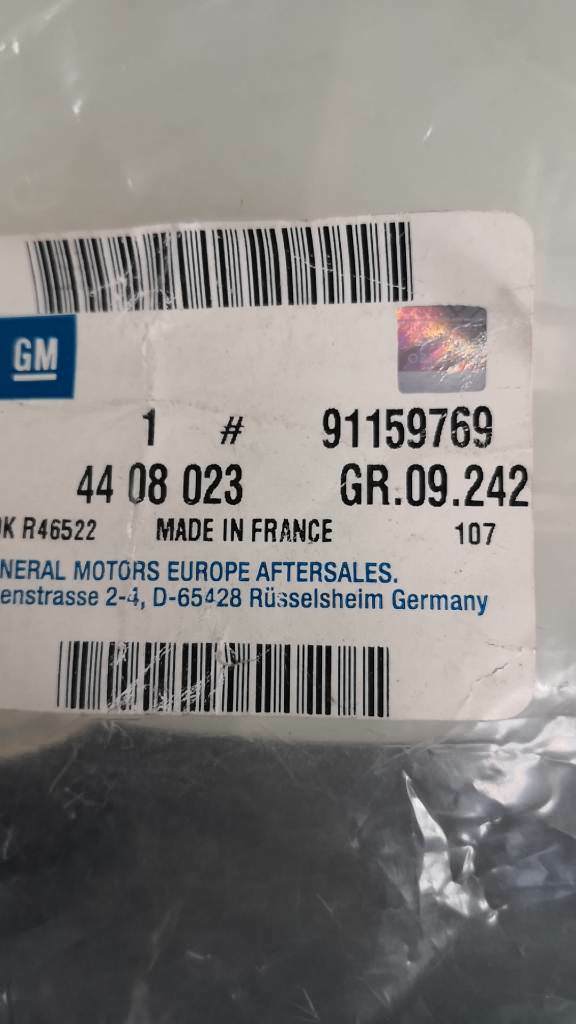 GM
1 # 91159769
44 08 023 GR.09.242
K R46522 MADE IN FRANCE 107
NERAL MOTORS EUROPE AFTERSALES.
enstrasse 2-4, D-65428 Rüsselsheim Germany